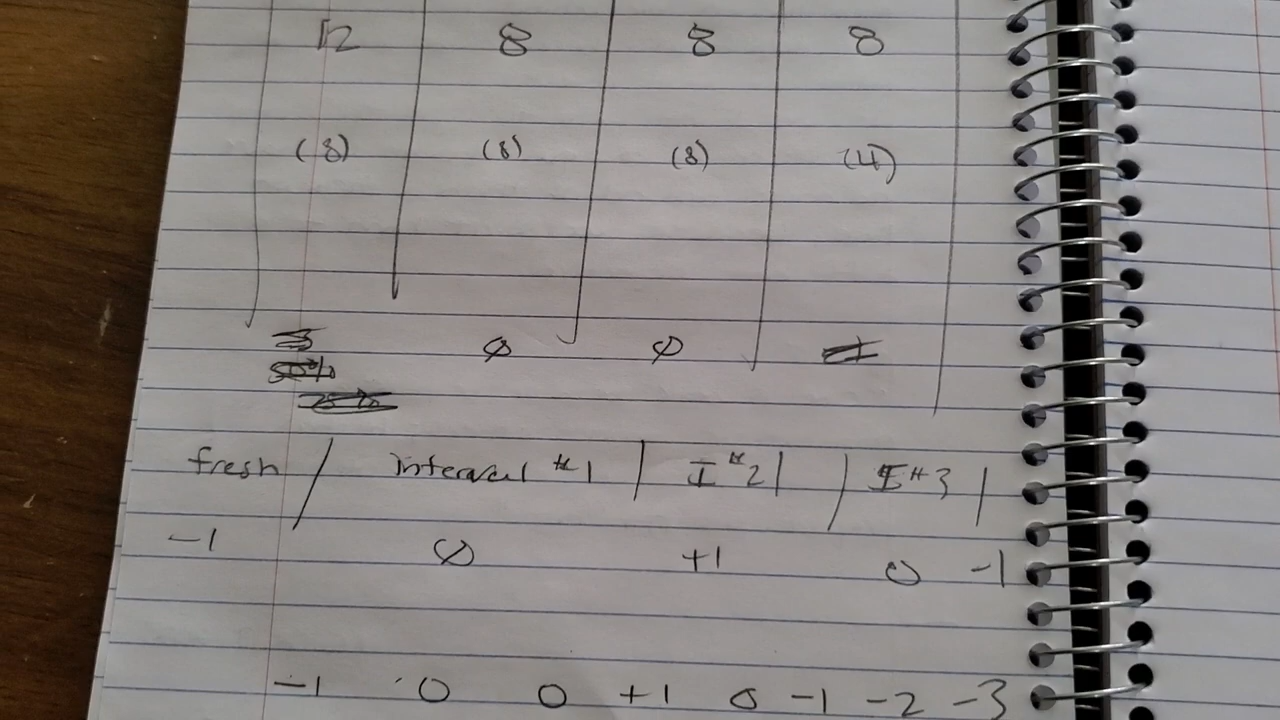 12 8 8 8
(8) (8) (8) (4)
Ø Ø
fresh / interval #1 | I#2 | / I#3 |
-1 Ø +1 0 -1
-1 0 0 +1 0 -1 -2 -3